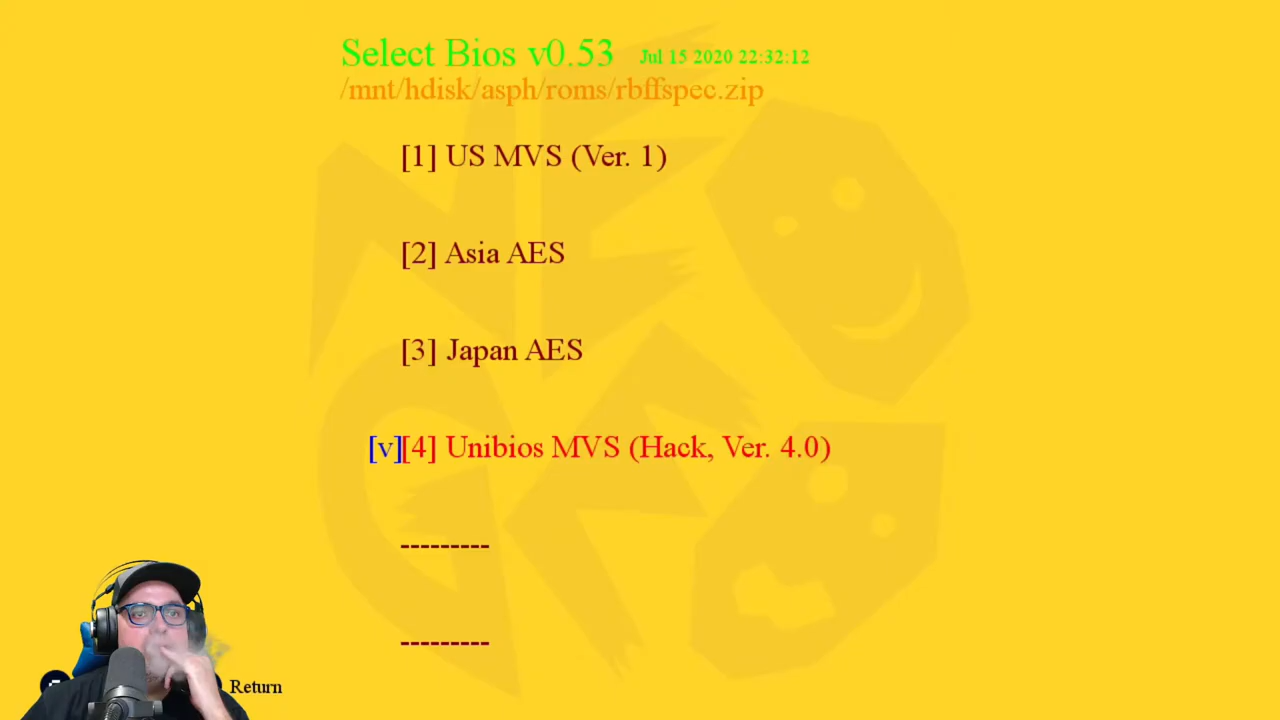 Select Bios v0.53 Jul 15 2020 22:32:12
/mnt/hdisk/asph/roms/rbffspec.zip
[1] US MVS (Ver. 1)
[2] Asia AES
[3] Japan AES
[v][4] Unibios MVS (Hack, Ver. 4.0)
---------
---------
Return